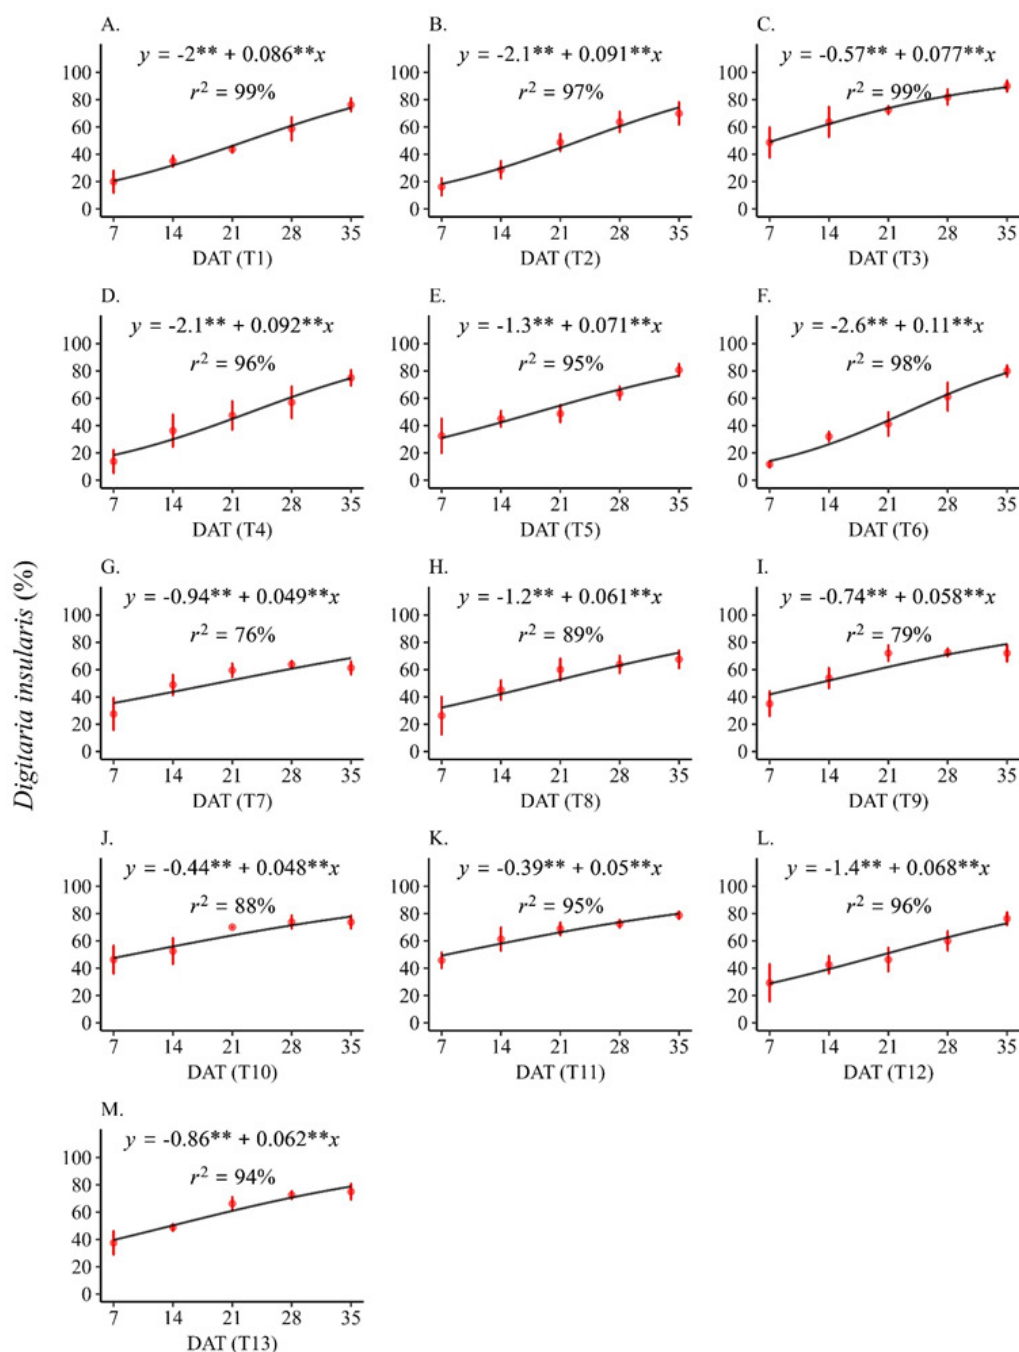 A.
y = -2** + 0.086**x
r² = 99%
100
80
60
40
20
0
7 14 21 28 35
DAT (T1)
B.
y = -2.1** + 0.091**x
r² = 97%
100
80
60
40
20
0
7 14 21 28 35
DAT (T2)
C.
y = -0.57** + 0.077**x
r² = 99%
100
80
60
40
20
0
7 14 21 28 35
DAT (T3)
D.
y = -2.1** + 0.092**x
r² = 96%
100
80
60
40
20
0
7 14 21 28 35
DAT (T4)
E.
y = -1.3** + 0.071**x
r² = 95%
100
80
60
40
20
0
7 14 21 28 35
DAT (T5)
F.
y = -2.6** + 0.11**x
r² = 98%
100
80
60
40
20
0
7 14 21 28 35
DAT (T6)
Digitaria insularis (%)
G.
y = -0.94** + 0.049**x
r² = 76%
100
80
60
40
20
0
7 14 21 28 35
DAT (T7)
H.
y = -1.2** + 0.061**x
r² = 89%
100
80
60
40
20
0
7 14 21 28 35
DAT (T8)
I.
y = -0.74** + 0.058**x
r² = 79%
100
80
60
40
20
0
7 14 21 28 35
DAT (T9)
J.
y = -0.44** + 0.048**x
r² = 88%
100
80
60
40
20
0
7 14 21 28 35
DAT (T10)
K.
y = -0.39** + 0.05**x
r² = 95%
100
80
60
40
20
0
7 14 21 28 35
DAT (T11)
L.
y = -1.4** + 0.068**x
r² = 96%
100
80
60
40
20
0
7 14 21 28 35
DAT (T12)
M.
y = -0.86** + 0.062**x
r² = 94%
100
80
60
40
20
0
7 14 21 28 35
DAT (T13)